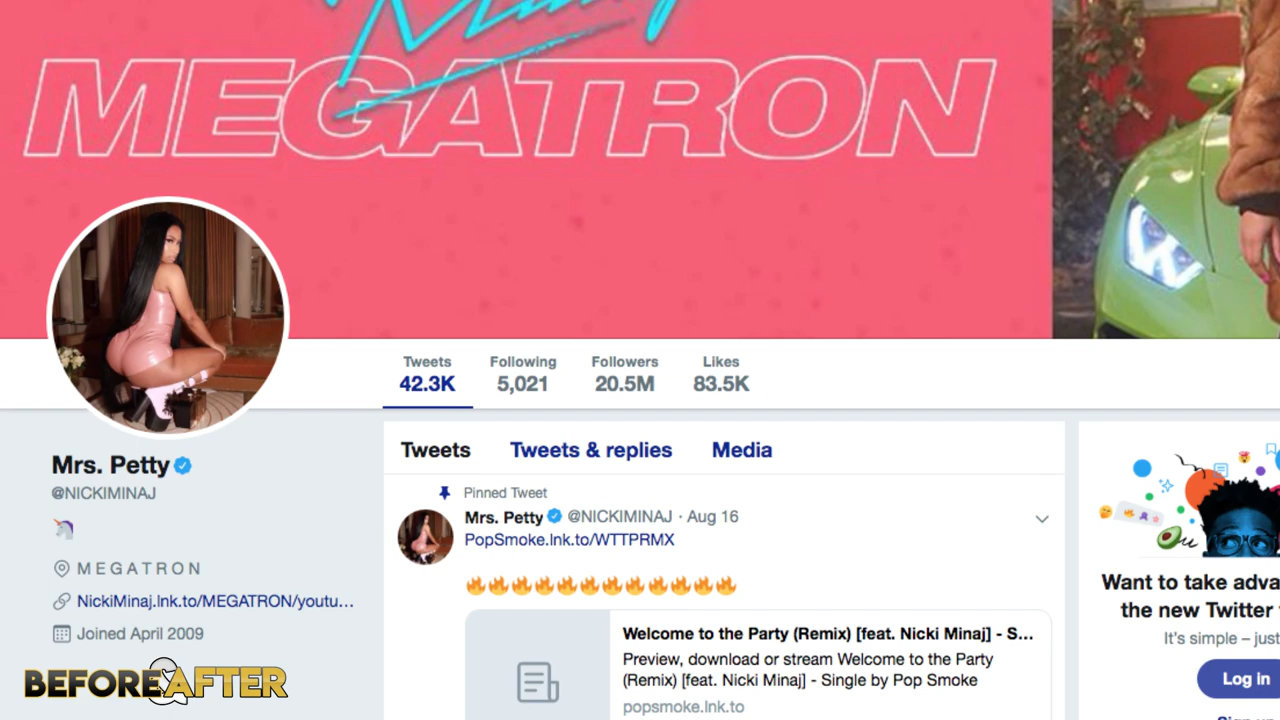 MEGATRON
Tweets Following Followers Likes
42.3K 5,021 20.5M 83.5K
Mrs. Petty
@NICKIMINAJ
🦄
MEGATRON
NickiMinaj.lnk.to/MEGATRON/youtu...
Joined April 2009
Tweets Tweets & replies Media
Pinned Tweet
Mrs. Petty @NICKIMINAJ · Aug 16
PopSmoke.lnk.to/WTTPRMX
🔥🔥🔥🔥🔥🔥🔥🔥🔥🔥🔥🔥
Welcome to the Party (Remix) [feat. Nicki Minaj] - S...
Preview, download or stream Welcome to the Party
(Remix) [feat. Nicki Minaj] - Single by Pop Smoke
popsmoke.lnk.to
Want to take
the new Twitter
It's simple – just
Log in
BEFORE AFTER